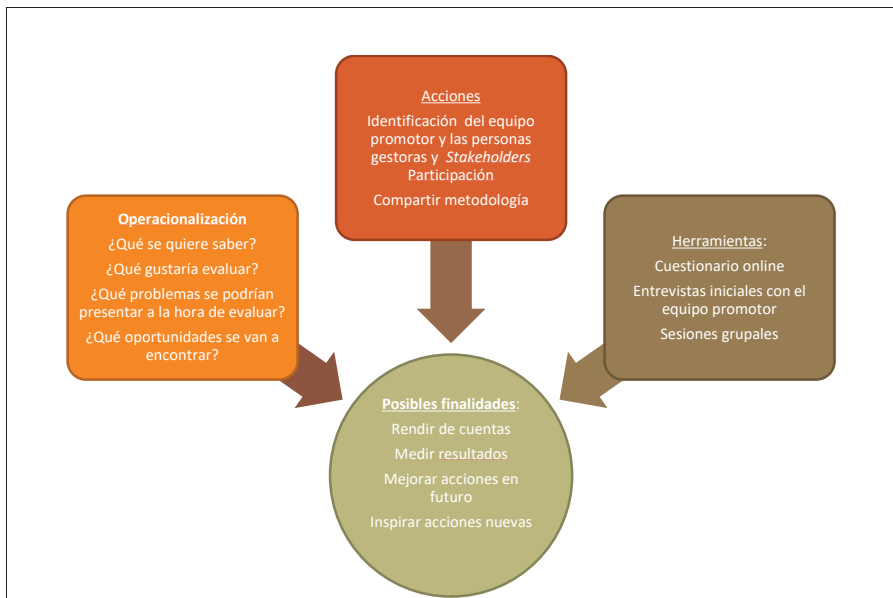 Acciones
Identificación del equipo
promotor y las personas
gestoras y Stakeholders
Participación
Compartir metodología
Operacionalización
¿Qué se quiere saber?
¿Qué gustaría evaluar?
¿Qué problemas se podrían
presentar a la hora de evaluar?
¿Qué oportunidades se van a
encontrar?
Herramientas:
Cuestionario online
Entrevistas iniciales con el
equipo promotor
Sesiones grupales
Posibles finalidades:
Rendir de cuentas
Medir resultados
Mejorar acciones en
futuro
Inspirar acciones nuevas